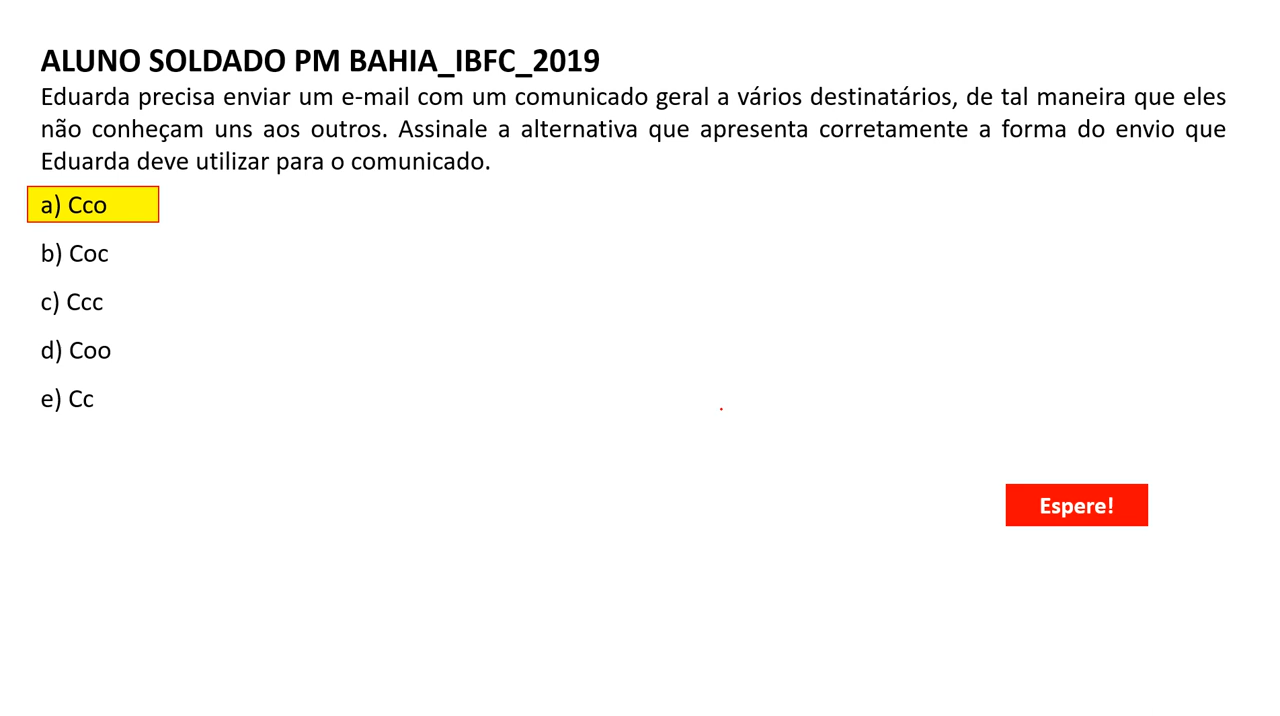 ALUNO SOLDADO PM BAHIA_IBFC_2019
Eduarda precisa enviar um e-mail com um comunicado geral a vários destinatários, de tal maneira que eles
não conheçam uns aos outros. Assinale a alternativa que apresenta corretamente a forma do envio que
Eduarda deve utilizar para o comunicado.
a) Cco
b) Coc
c) Ccc
d) Coo
e) Cc
Espere!